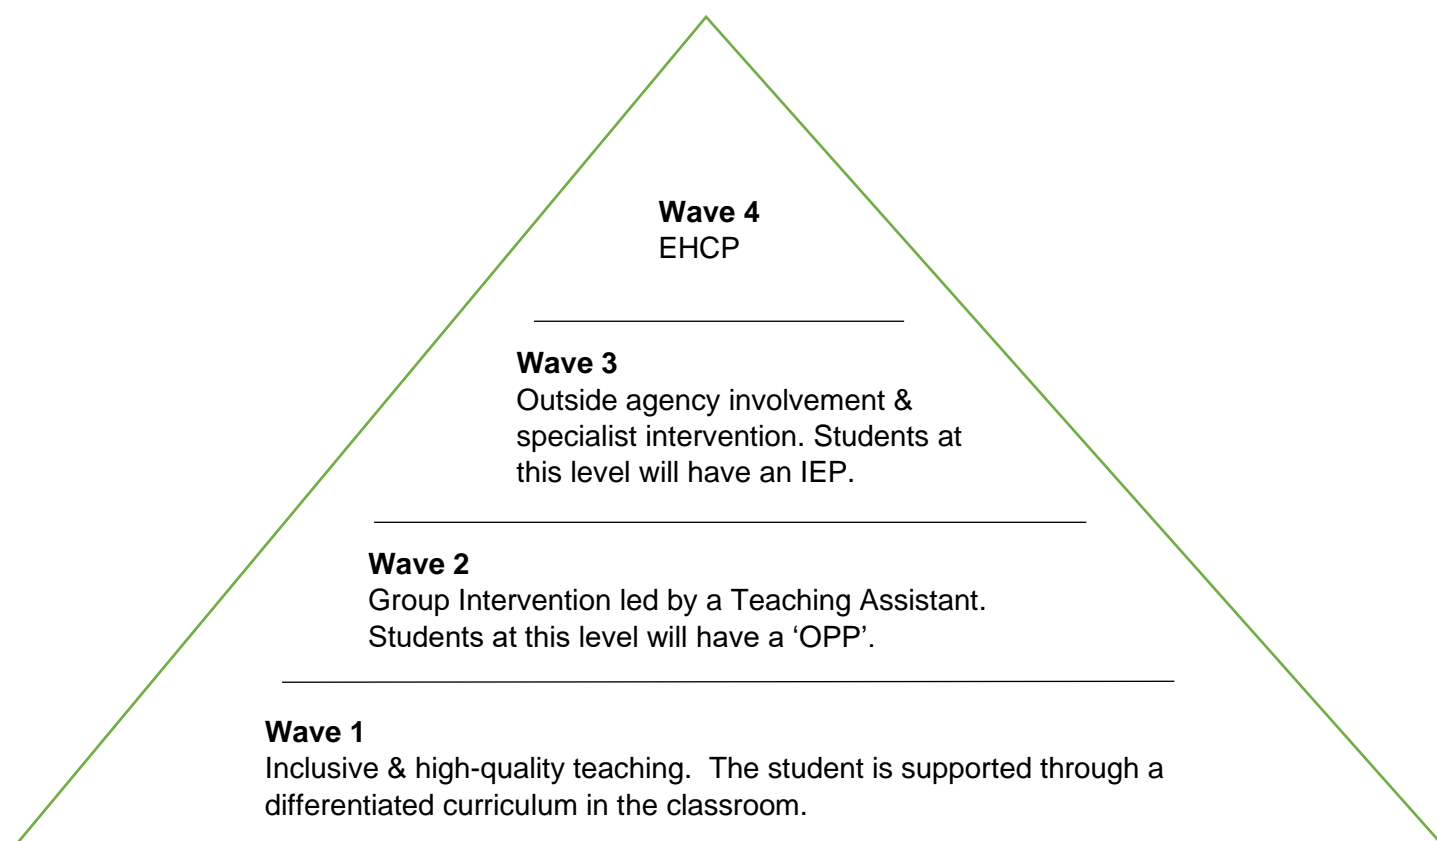 Wave 4
EHCP
Wave 3
Outside agency involvement &
specialist intervention. Students at
this level will have an IEP.
Wave 2
Group Intervention led by a Teaching Assistant.
Students at this level will have a ‘OPP’.
Wave 1
Inclusive & high-quality teaching.  The student is supported through a
differentiated curriculum in the classroom.